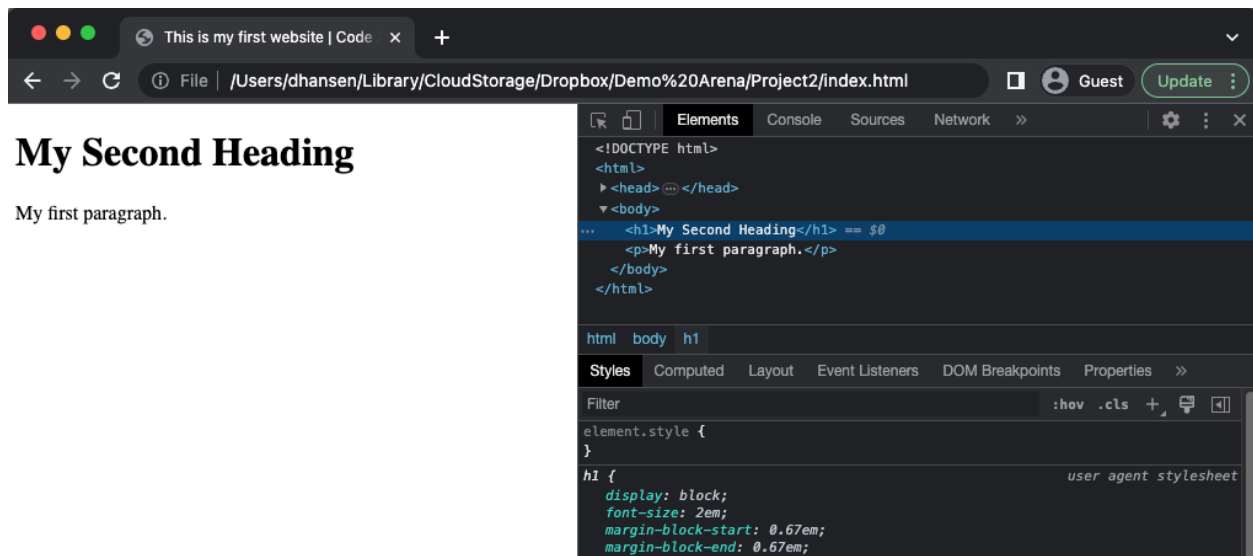 This is my first website | Code
File | /Users/dhansen/Library/CloudStorage/Dropbox/Demo%20Arena/Project2/index.html
Guest
Update
My Second Heading
My first paragraph.
Elements Console Sources Network »
<!DOCTYPE html>
<html>
<head>…</head>
<body>
… <h1>My Second Heading</h1> == $0
<p>My first paragraph.</p>
</body>
</html>
html body h1
Styles Computed Layout Event Listeners DOM Breakpoints Properties »
Filter :hov .cls +
element.style {
}
h1 { user agent stylesheet
display: block;
font-size: 2em;
margin-block-start: 0.67em;
margin-block-end: 0.67em;